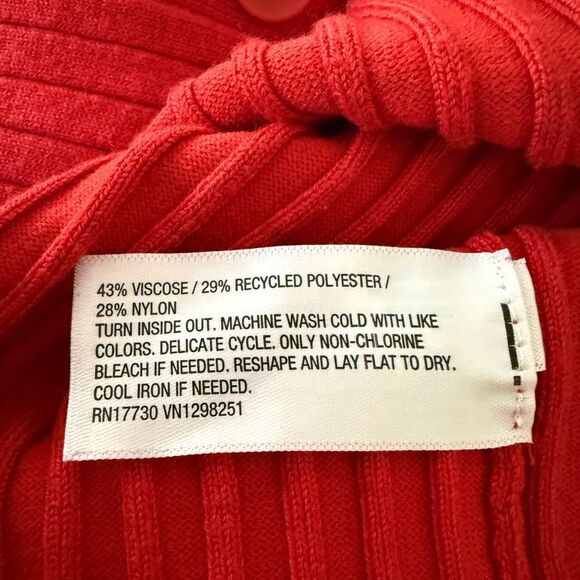 43% VISCOSE / 29% RECYCLED POLYESTER /
28% NYLON
TURN INSIDE OUT. MACHINE WASH COLD WITH LIKE
COLORS. DELICATE CYCLE. ONLY NON-CHLORINE
BLEACH IF NEEDED. RESHAPE AND LAY FLAT TO DRY.
COOL IRON IF NEEDED.
RN17730 VN1298251